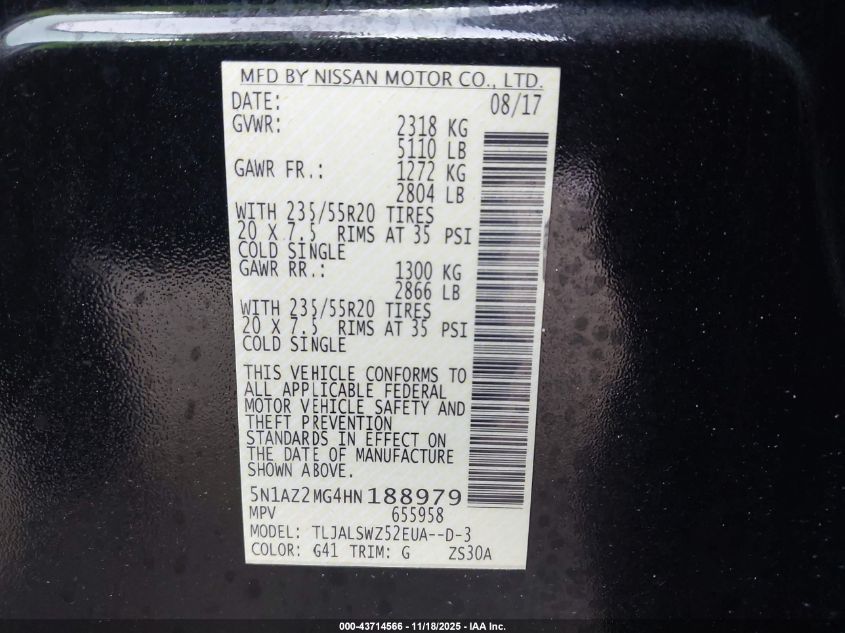 MFD BY NISSAN MOTOR CO., LTD.
DATE: 08/17
GVWR: 2318 KG
5110 LB
GAWR FR.: 1272 KG
2804 LB
WITH 235/55R20 TIRES
20 X 7.5 RIMS AT 35 PSI
COLD SINGLE
GAWR RR.: 1300 KG
2866 LB
WITH 235/55R20 TIRES
20 X 7.5 RIMS AT 35 PSI
COLD SINGLE
THIS VEHICLE CONFORMS TO
ALL APPLICABLE FEDERAL
MOTOR VEHICLE SAFETY AND
THEFT PREVENTION
STANDARDS IN EFFECT ON
THE DATE OF MANUFACTURE
SHOWN ABOVE.
5N1AZ2MG4HN188979
MPV 655958
MODEL: TLJALSWZ52EUA--D-3
COLOR: G41 TRIM: G ZS30A
000-43714566 - 11/18/2025 - IAA Inc.